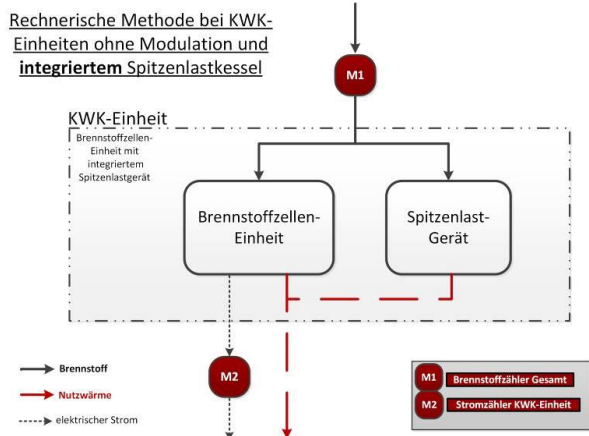 Rechnerische Methode bei KWK-
Einheiten ohne Modulation und
integriertem Spitzenlastkessel
M1
KWK-Einheit
Brennstoffzellen-
Einheit mit
integriertem
Spitzenlastgerät
Brennstoffzellen-
Einheit
Spitzenlast-
Gerät
M2
Brennstoff
Nutzwärme
elektrischer Strom
M1 Brennstoffzähler Gesamt
M2 Stromzähler KWK-Einheit